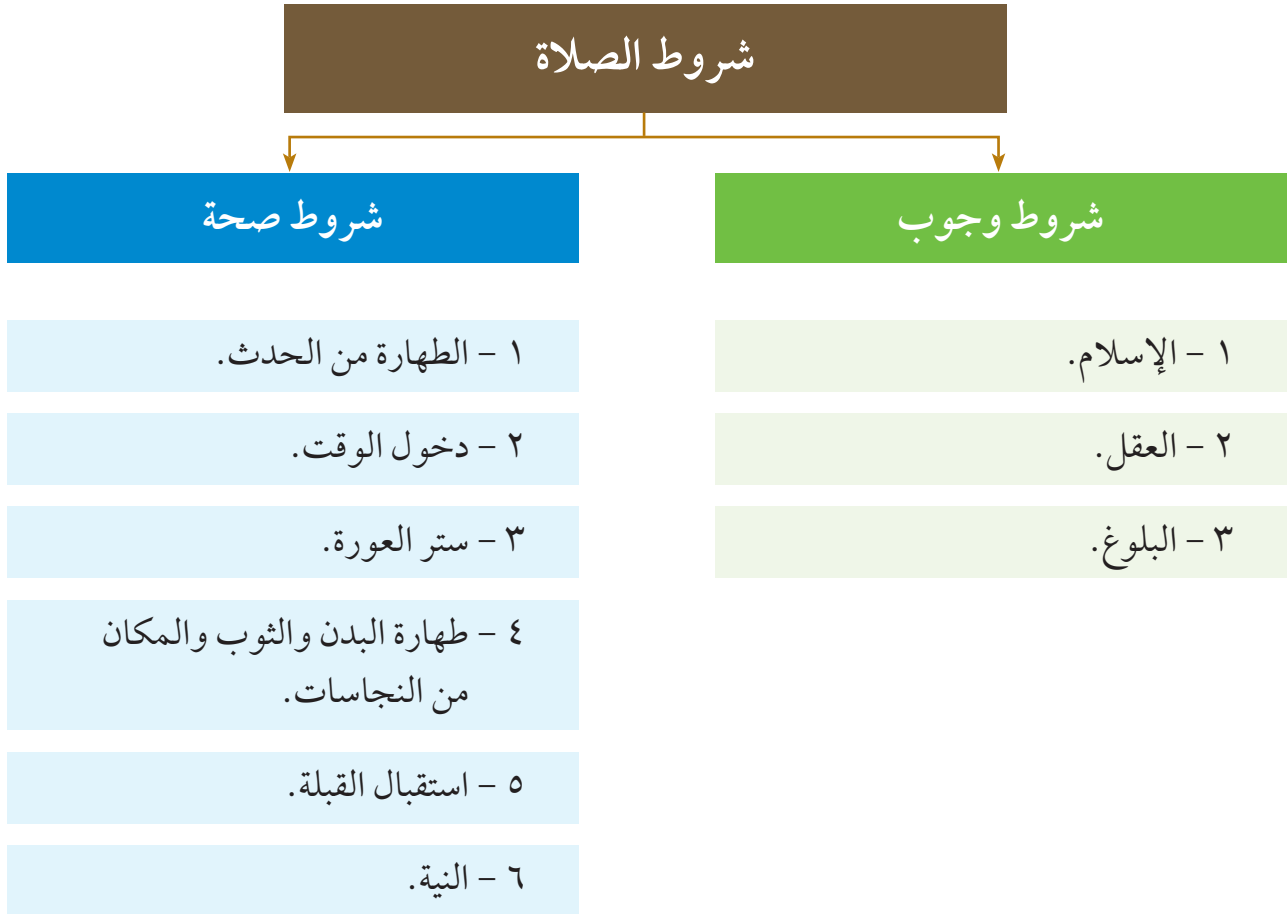 شروط الصلاة
شروط وجوب
١ - الإسلام.
٢ - العقل.
٣ - البلوغ.
شروط صحة
١ - الطهارة من الحدث.
٢ - دخول الوقت.
٣ - ستر العورة.
٤ - طهارة البدن والثوب والمكان
من النجاسات.
٥ - استقبال القبلة.
٦ - النية.